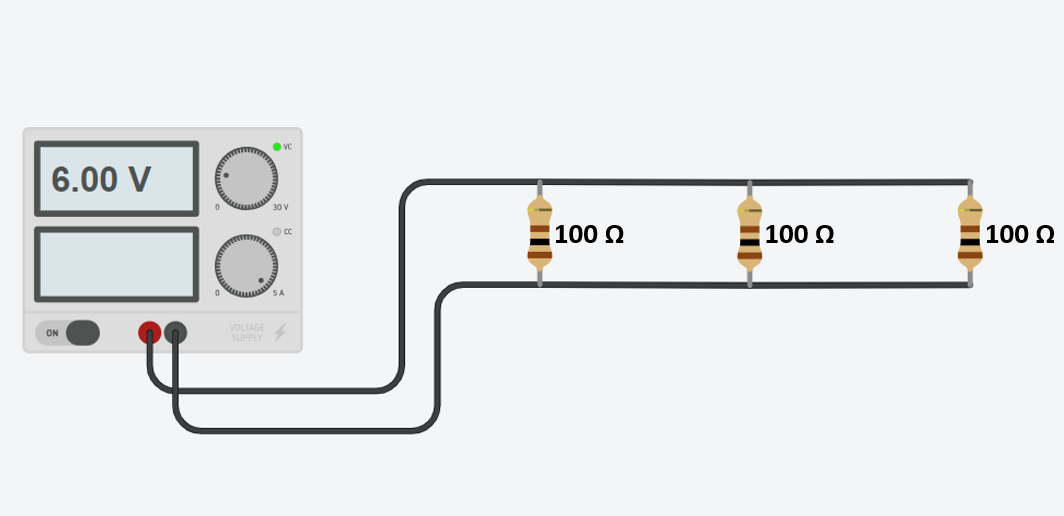 6.00 V
VC
0 30 V
CC
0 5 A
ON
VOLTAGE
SUPPLY
100 Ω
100 Ω
100 Ω